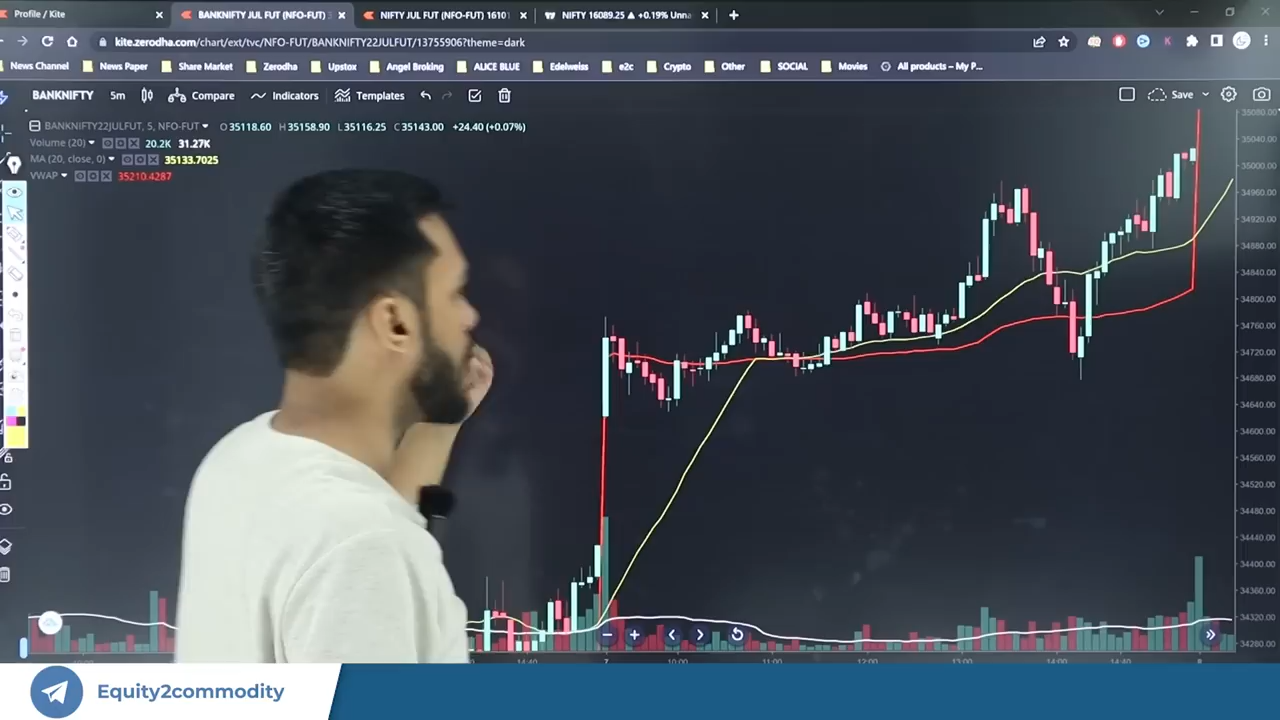 Profile / Kite
BANKNIFTY JUL FUT (NFO-FUT)
NIFTY JUL FUT (NFO-FUT) 1610
NIFTY 16089.25 ▲ +0.19% Unna
kite.zerodha.com/chart/ext/tvc/NFO-FUT/BANKNIFTY22JULFUT/13755906?theme=dark
News Channel News Paper Share Market Zerodha Upstox Angel Broking ALICE BLUE Edelweiss e2c Crypto Other SOCIAL Movies All products – My P...
BANKNIFTY 5m Compare Indicators Templates Save
BANKNIFTY22JULFUT, 5, NFO-FUT O35118.60 H35158.90 L35116.25 C35143.00 +24.40 (+0.07%)
Volume (20) 20.2K 31.27K
MA (20, close, 0) 35133.7025
VWAP 35210.4287
35080.00
35040.00
35000.00
34960.00
34920.00
34880.00
34840.00
34800.00
34760.00
34720.00
34680.00
34640.00
34600.00
34560.00
34520.00
34480.00
34440.00
34400.00
34360.00
34320.00
34280.00
14:40 7 10:00 11:00 12:00 13:00 14:00 14:40 8
Equity2commodity